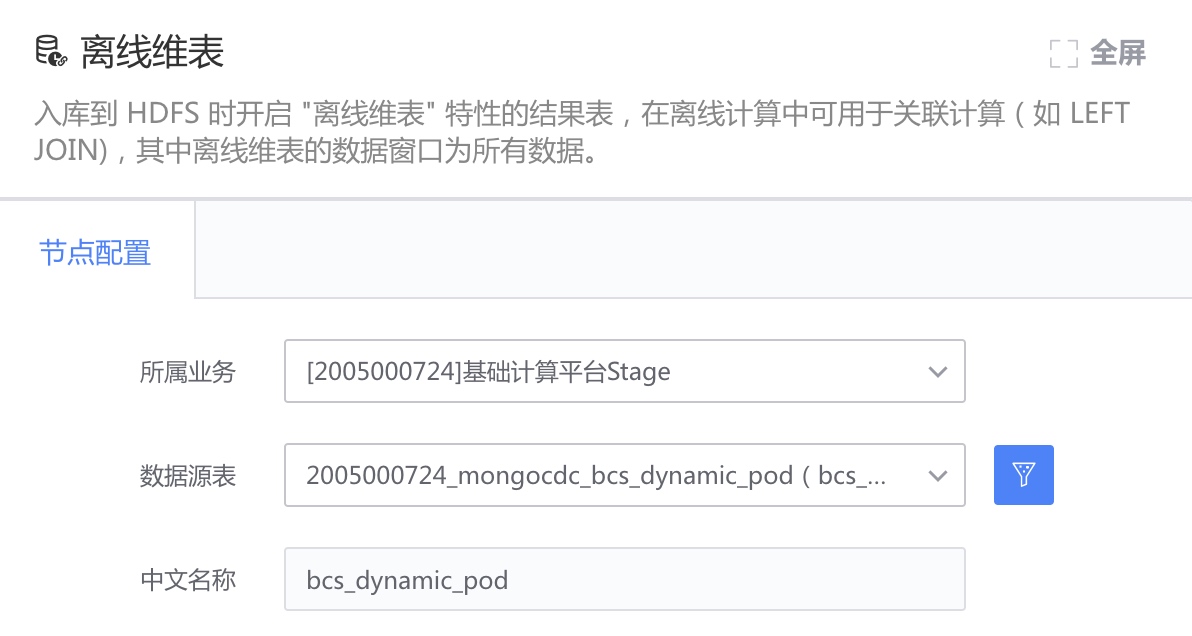 离线维表
全屏
入库到 HDFS 时开启 "离线维表" 特性的结果表，在离线计算中可用于关联计算（如 LEFT
JOIN)，其中离线维表的数据窗口为所有数据。
节点配置
所属业务
[2005000724]基础计算平台Stage
数据源表
2005000724_mongocdc_bcs_dynamic_pod（bcs_...
中文名称
bcs_dynamic_pod